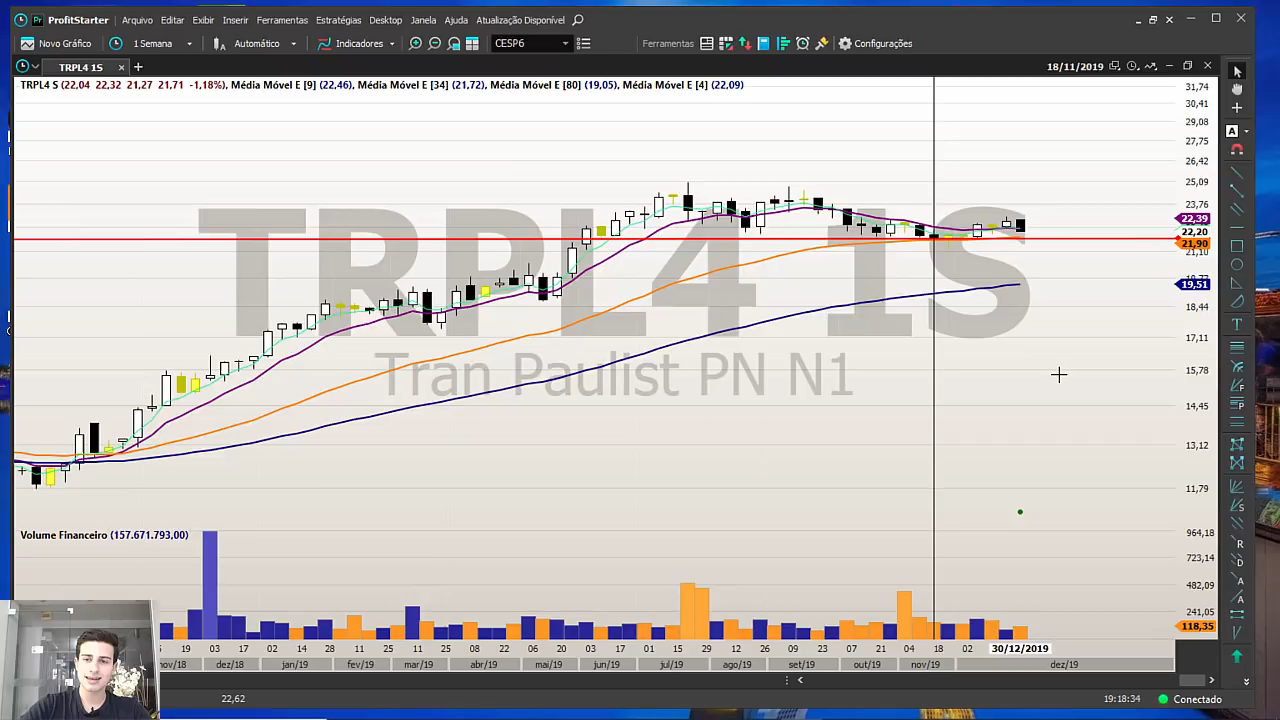 ProfitStarter Arquivo Editar Exibir Inserir Ferramentas Estratégias Desktop Janela Ajuda Atualização Disponível
Novo Gráfico 1 Semana Automático Indicadores CESP6 Ferramentas Configurações
TRPL4 1S 18/11/2019
TRPL4 S (22,04 22,32 21,27 21,71 -1,18%), Média Móvel E [9] (22,46), Média Móvel E [34] (21,72), Média Móvel E [80] (19,05), Média Móvel E [4] (22,09)
31,74
30,41
29,08
27,75
26,42
25,09
23,76
22,39
22,20
21,90
21,10
19,77
19,51
18,44
17,11
15,78
14,45
13,12
11,79
TRPL4 1S
Tran Paulist PN N1
Volume Financeiro (157.671.793,00)
964,18
723,14
482,09
241,05
118,35
19 03 17 02 14 28 11 25 11 25 08 22 06 20 03 17 01 15 29 12 26 09 23 07 21 04 18 02 30/12/2019
nov/18 dez/18 jan/19 fev/19 mar/19 abr/19 mai/19 jun/19 jul/19 ago/19 set/19 out/19 nov/19 dez/19
22,62 19:18:34 Conectado